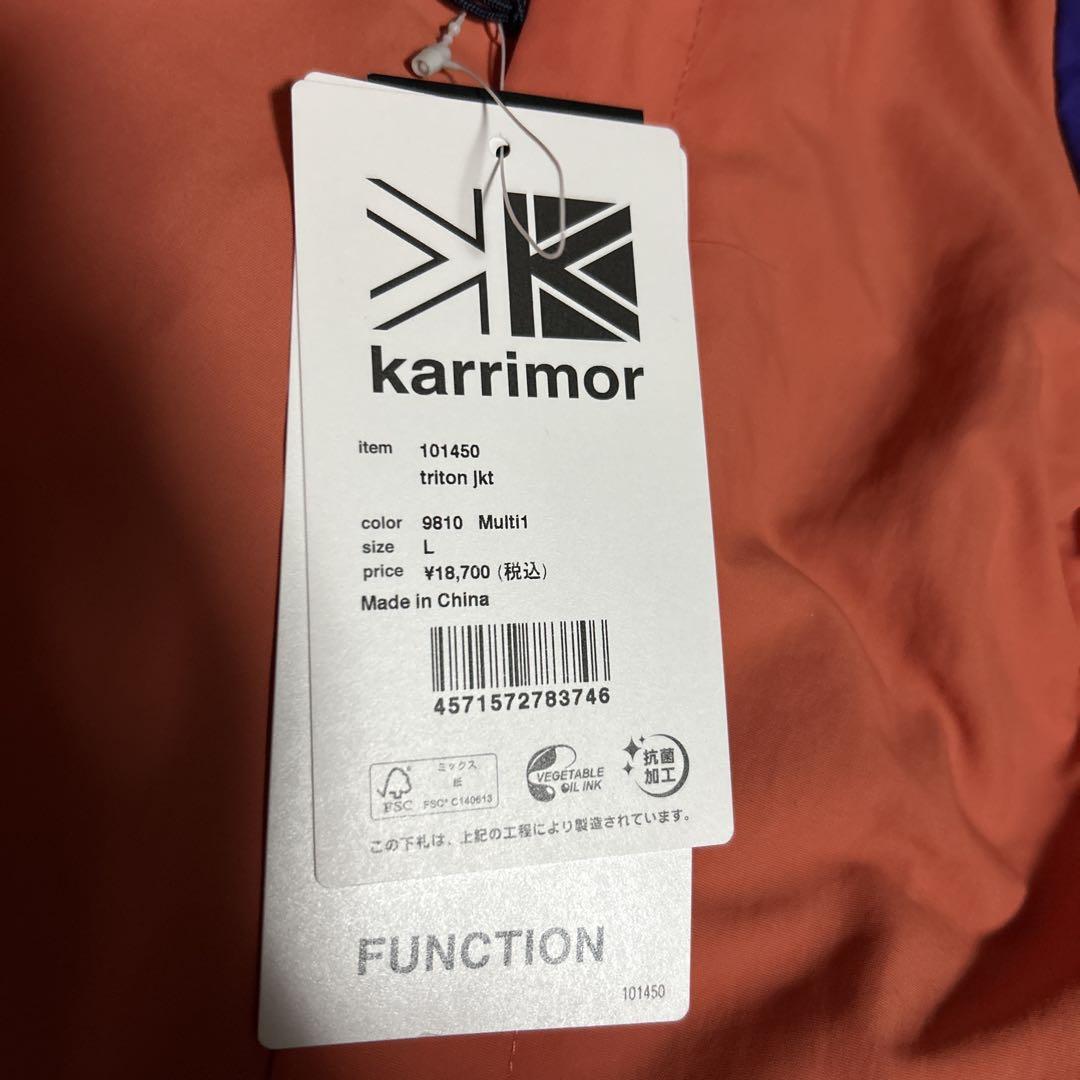 karrimor
item 101450
triton jkt
color 9810 Multi1
size L
price ¥18,700 (税込)
Made in China
4571572783746
ミックス
紙
FSC
FSC® C140613
VEGETABLE
OIL INK
抗菌
加工
この下札は、上記の工程により製造されています。
FUNCTION
101450